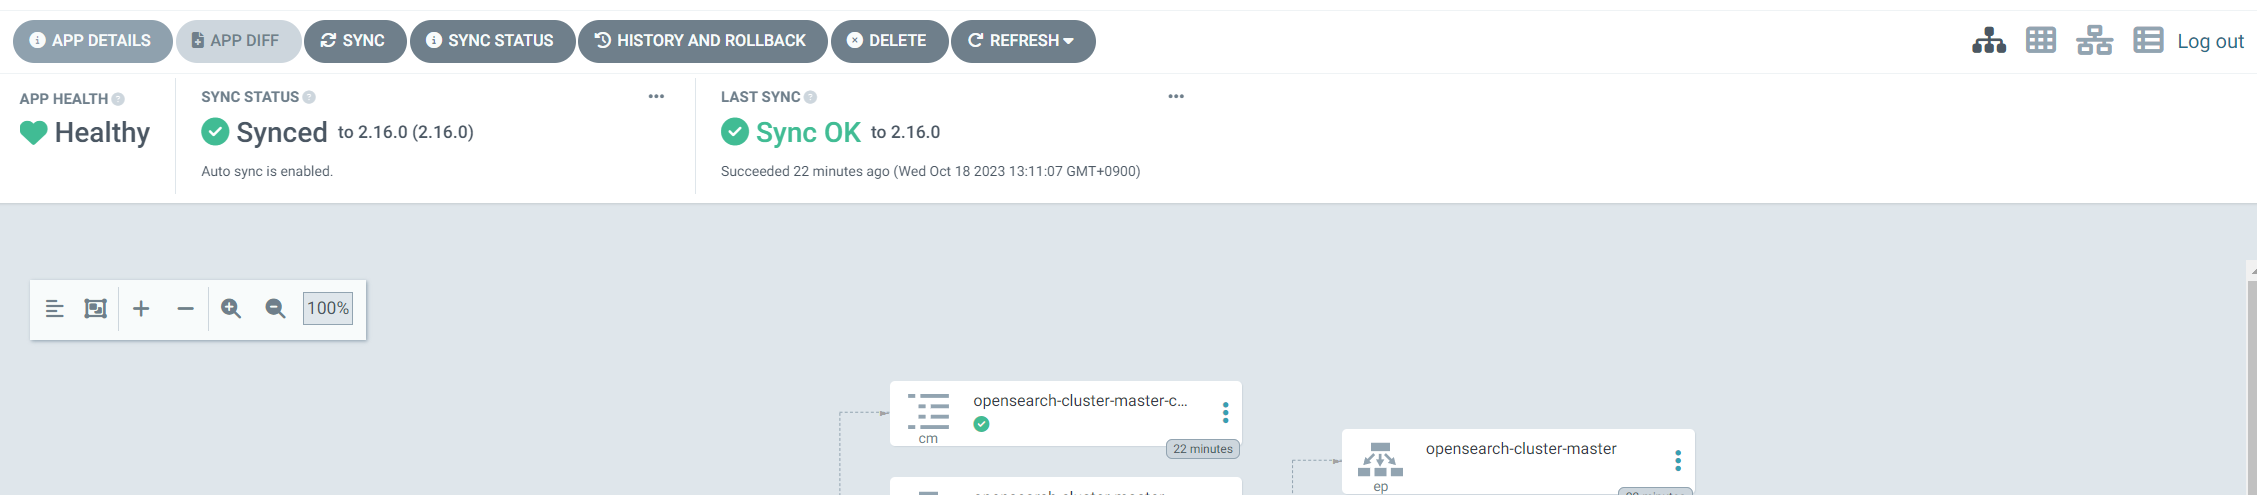 APP DETAILS APP DIFF SYNC SYNC STATUS HISTORY AND ROLLBACK DELETE REFRESH Log out
APP HEALTH
Healthy
SYNC STATUS
Synced to 2.16.0 (2.16.0)
Auto sync is enabled.
LAST SYNC
Sync OK to 2.16.0
Succeeded 22 minutes ago (Wed Oct 18 2023 13:11:07 GMT+0900)
100%
opensearch-cluster-master-c...
cm
22 minutes
opensearch-cluster-master
ep